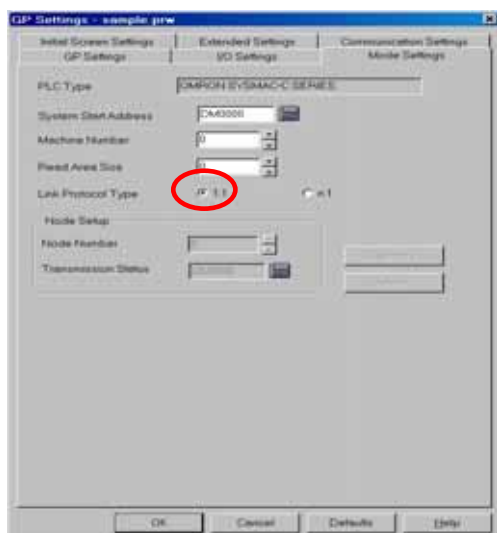 GP Settings - sample.prw
Initial Screen Settings Extended Settings Communication Settings
GP Settings I/O Settings Mode Settings
PLC Type OMRON SYSMAC-C SERIES
System Start Address DM0000
Machine Number 0
Read Area Size 0
Link Protocol Type 1:1 n:1
Node Setup
Node Number
Transmission Status
OK Cancel Defaults Help